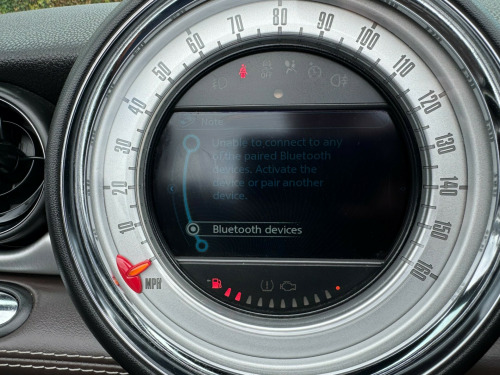 80
70
90
60
100
50
110
40
120
30
130
20
140
10
150
160
MPH
OFF
Note
Unable to connect to any
of the paired Bluetooth
devices. Activate the
device or pair another
device.
Bluetooth devices